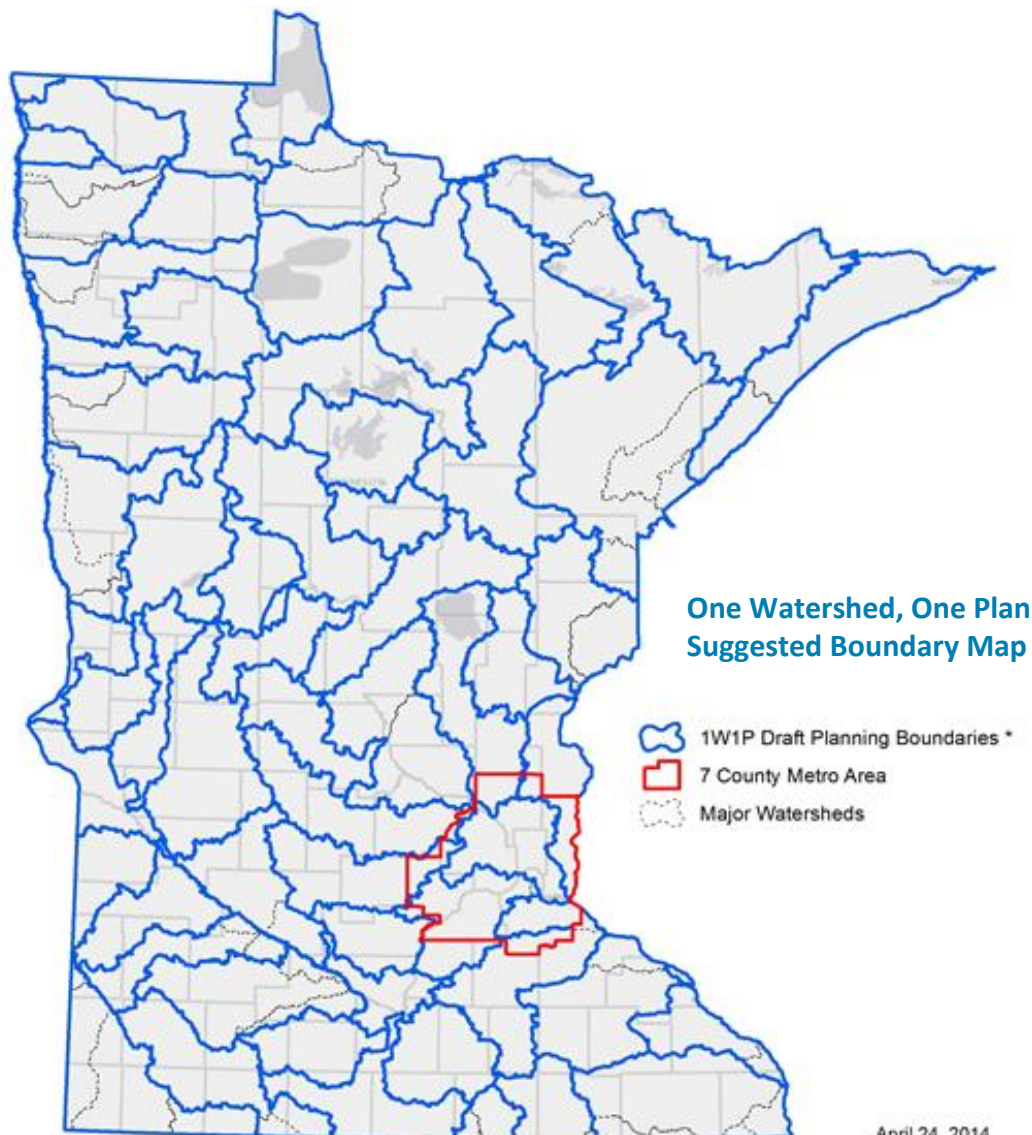 One Watershed, One Plan
Suggested Boundary Map
1W1P Draft Planning Boundaries *
7 County Metro Area
Major Watersheds
April 24, 2014